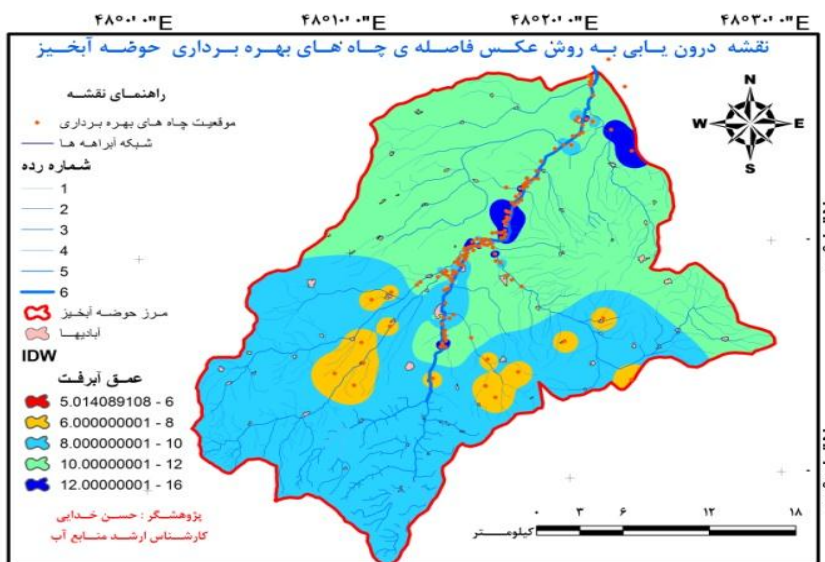 ۴۸°۰'۰"E ۴۸°۱۰'۰"E ۴۸°۲۰'۰"E ۴۸°۳۰'۰"E
نقشه درون یابی به روش عکس فاصله ی چاه های بهره برداری حوضه آبخیز
راهنمای نقشه
موقعیت چاه های بهره برداری
شبکه آبراهه ها
شماره رده
1
2
3
4
5
6
مرز حوضه آبخیز
آبادیها
IDW
عمق آبرفت
5.014089108 - 6
6.000000001 - 8
8.000000001 - 10
10.00000001 - 12
12.00000001 - 16
پژوهشگر : حسن خدایی
کارشناس ارشد منابع آب
N
W E
S
۰ ۳ ۶ ۱۲ ۱۸
کیلومتر